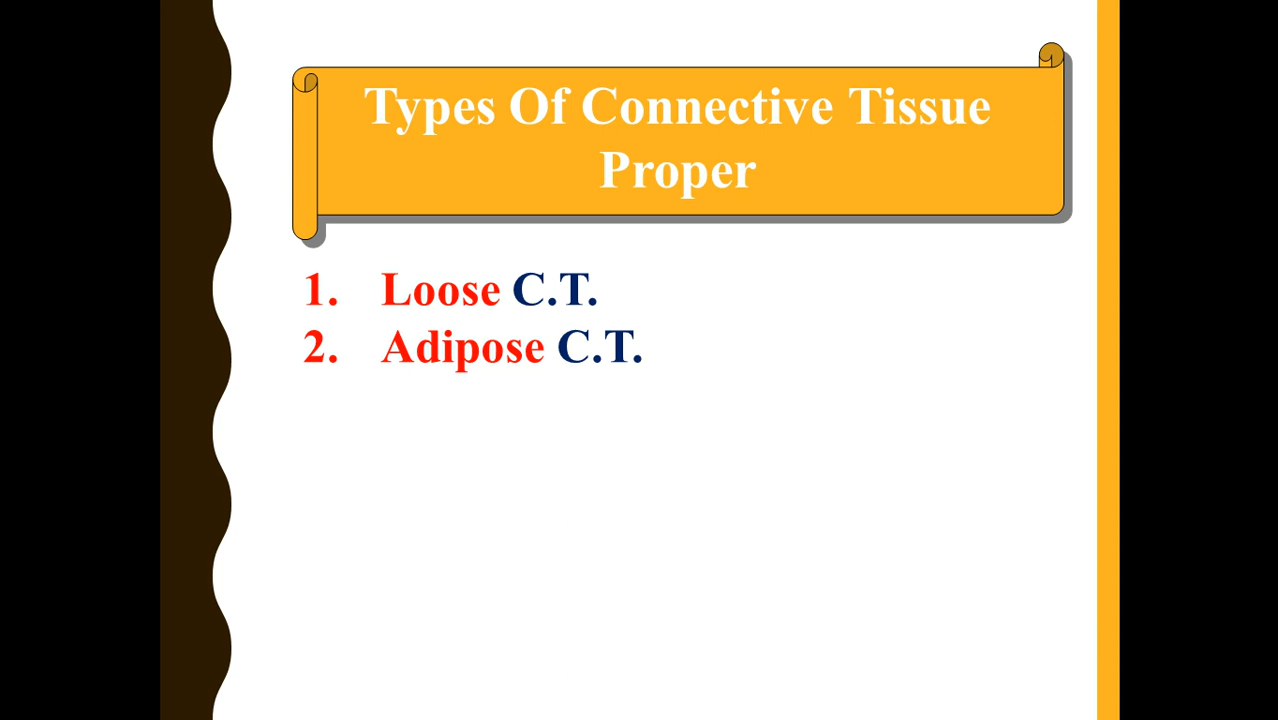 Types Of Connective Tissue
Proper
1. Loose C.T.
2. Adipose C.T.